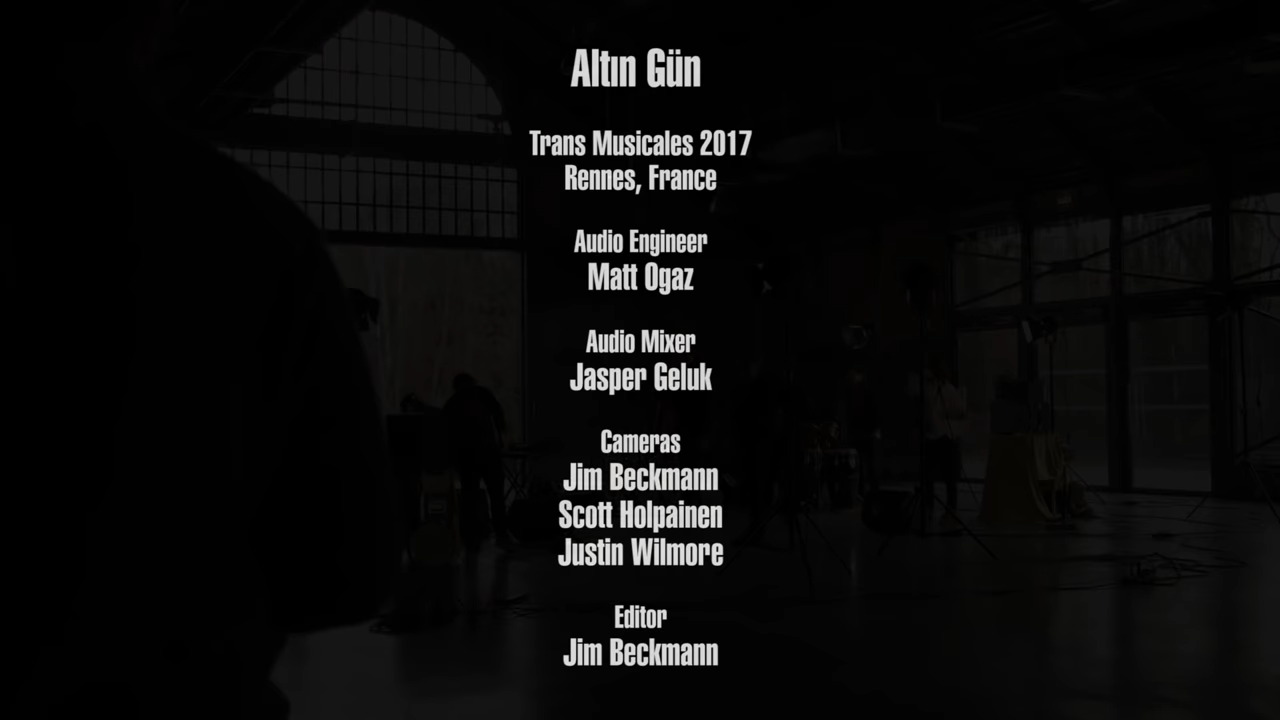 Altın Gün
Trans Musicales 2017
Rennes, France
Audio Engineer
Matt Ogaz
Audio Mixer
Jasper Geluk
Cameras
Jim Beckmann
Scott Holpainen
Justin Wilmore
Editor
Jim Beckmann